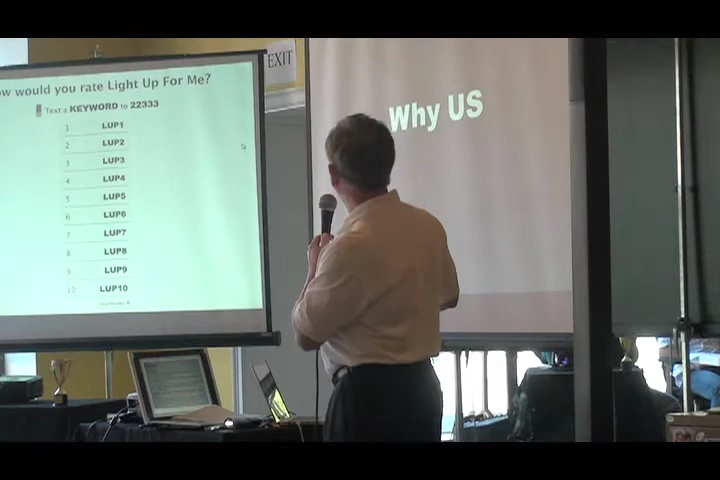 ow would you rate Light Up For Me?
Text a KEYWORD to 22333
1 LUP1
2 LUP2
3 LUP3
4 LUP4
5 LUP5
6 LUP6
7 LUP7
8 LUP8
9 LUP9
10 LUP10
EXIT
Why US